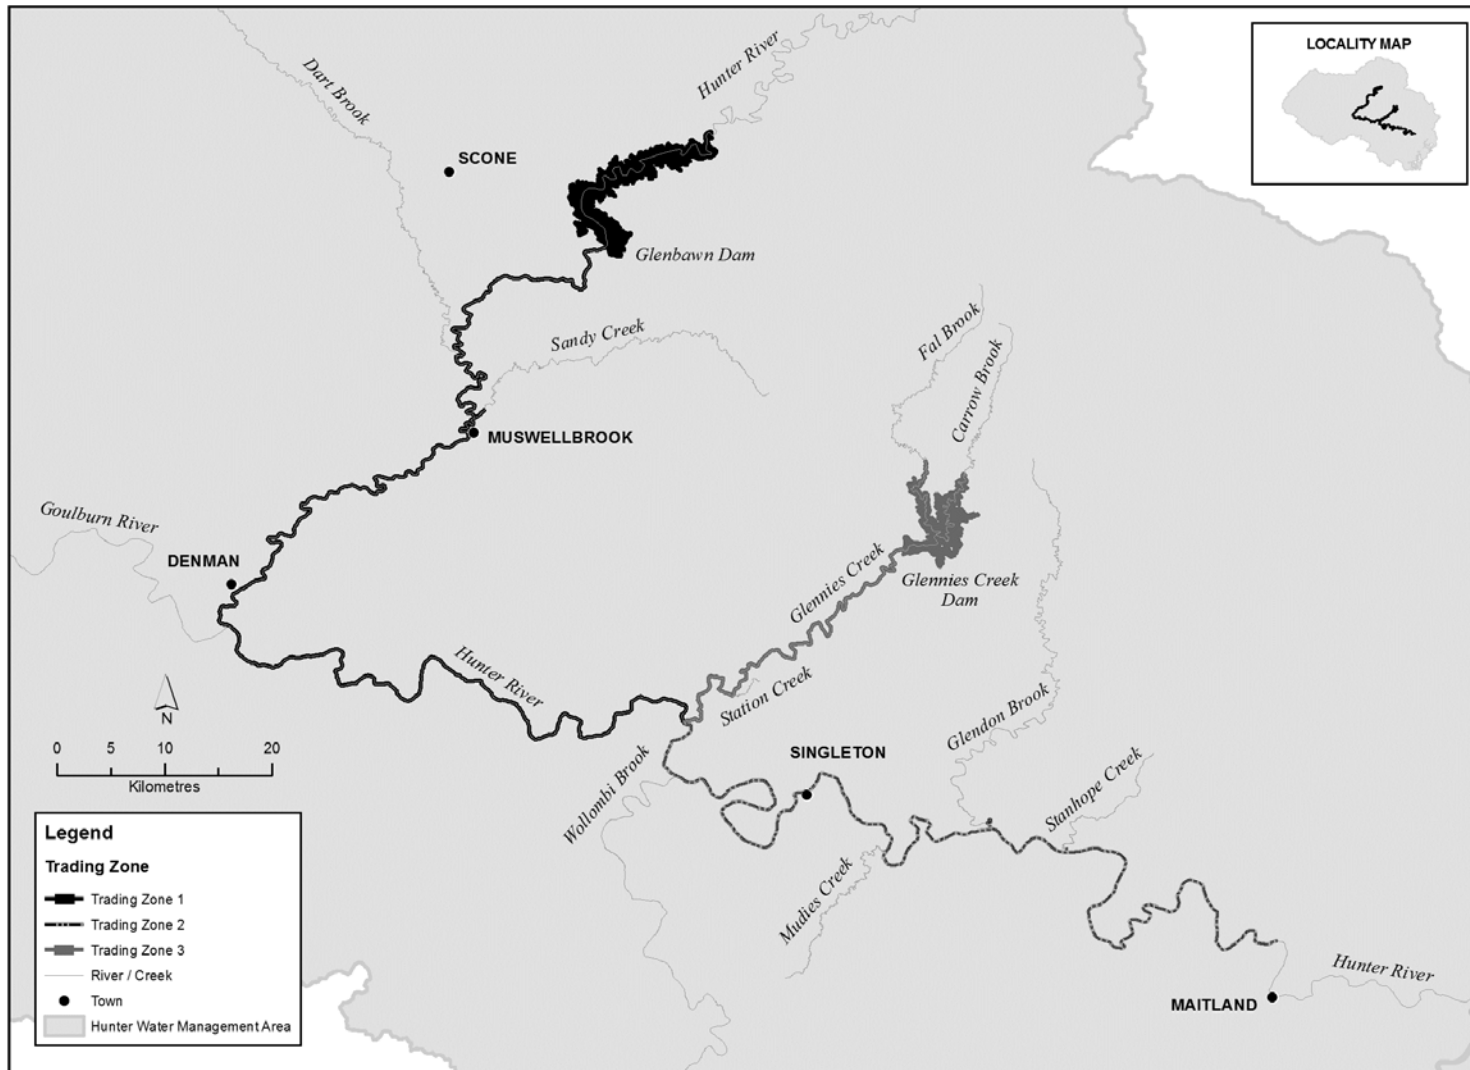 LOCALITY MAP
Hunter River
Dart Brook
SCONE
Glenbawn Dam
Sandy Creek
Fal Brook
Carrow Brook
MUSWELLBROOK
Goulburn River
DENMAN
Glennies Creek
Glennies Creek
Dam
Hunter River
Station Creek
N
Glendon Brook
SINGLETON
Wollombi Brook
Stanhope Creek
0 5 10 20
Kilometres
Mudies Creek
Hunter River
MAITLAND
Legend
Trading Zone
Trading Zone 1
Trading Zone 2
Trading Zone 3
River / Creek
Town
Hunter Water Management Area